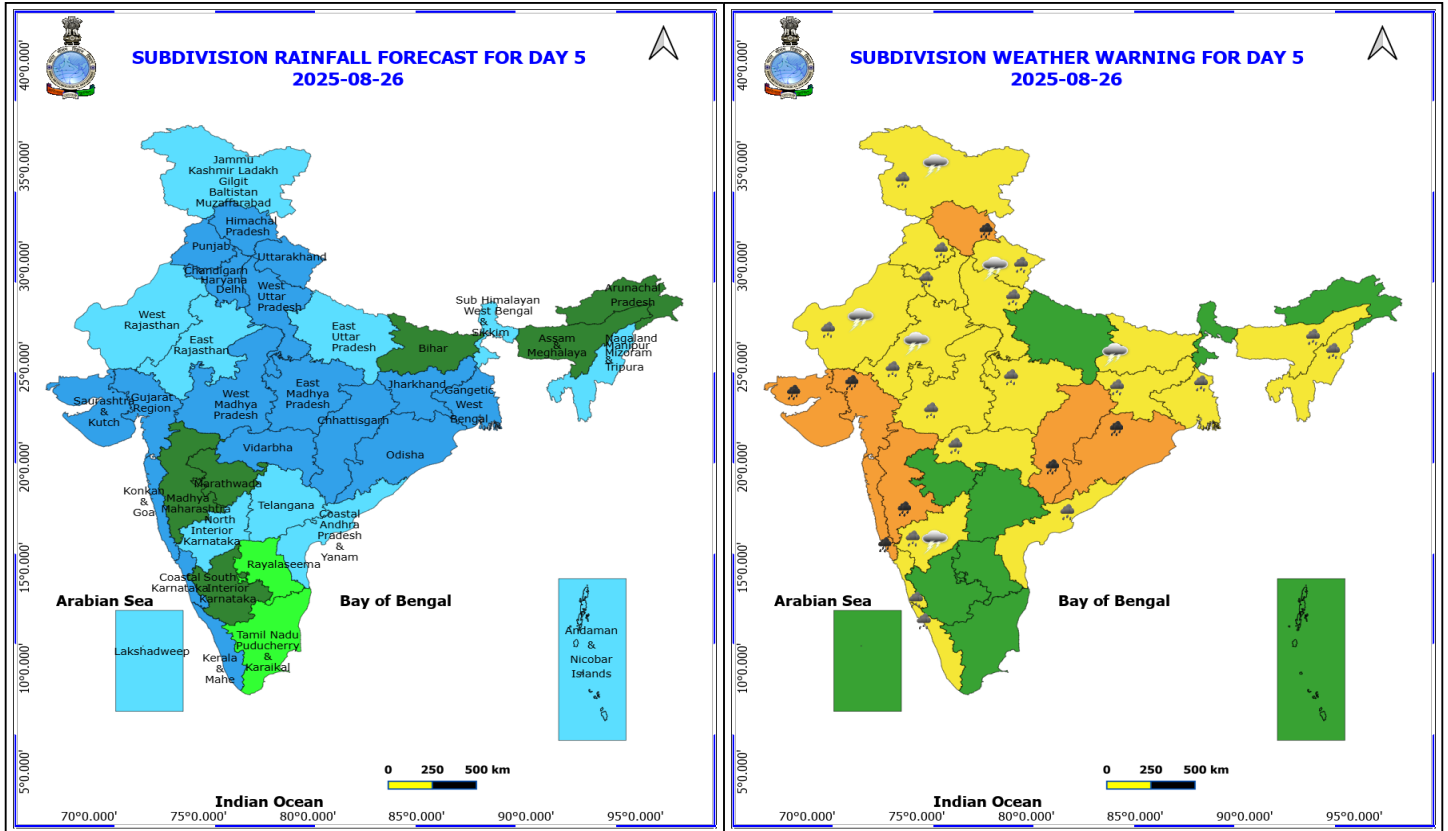 SUBDIVISION RAINFALL FORECAST FOR DAY 5
2025-08-26
40°0.000'
35°0.000'
30°0.000'
25°0.000'
20°0.000'
15°0.000'
10°0.000'
5°0.000'
Jammu
Kashmir Ladakh
Gilgit
Baltistan
Muzaffarabad
Himachal
Pradesh
Punjab
Uttarakhand
Chandigarh
Haryana
Delhi
West
Uttar
Pradesh
West
Rajasthan
East
Rajasthan
East
Uttar
Pradesh
Sub Himalayan
West Bengal
&
Sikkim
Arunachal
Pradesh
Bihar
Assam
&
Meghalaya
Nagaland
Manipur
Mizoram
&
Tripura
Saurashtra
&
Kutch
Gujarat
Region
West
Madhya
Pradesh
East
Madhya
Pradesh
Jharkhand
Gangetic
West
Bengal
Chhattisgarh
Vidarbha
Odisha
Konkan
&
Goa
Madhya
Maharashtra
Marathwada
Telangana
North
Interior
Karnataka
Coastal
Andhra
Pradesh
&
Yanam
Rayalaseema
Coastal
Karnataka
South
Interior
Karnataka
Arabian Sea
Bay of Bengal
Lakshadweep
Kerala
&
Mahe
Tamil Nadu
Puducherry
&
Karaikal
Andaman
&
Nicobar
Islands
0 250 500 km
Indian Ocean
70°0.000' 75°0.000' 80°0.000' 85°0.000' 90°0.000' 95°0.000'
SUBDIVISION WEATHER WARNING FOR DAY 5
2025-08-26
40°0.000'
35°0.000'
30°0.000'
25°0.000'
20°0.000'
15°0.000'
10°0.000'
5°0.000'
Arabian Sea
Bay of Bengal
0 250 500 km
Indian Ocean
70°0.000' 75°0.000' 80°0.000' 85°0.000' 90°0.000' 95°0.000'